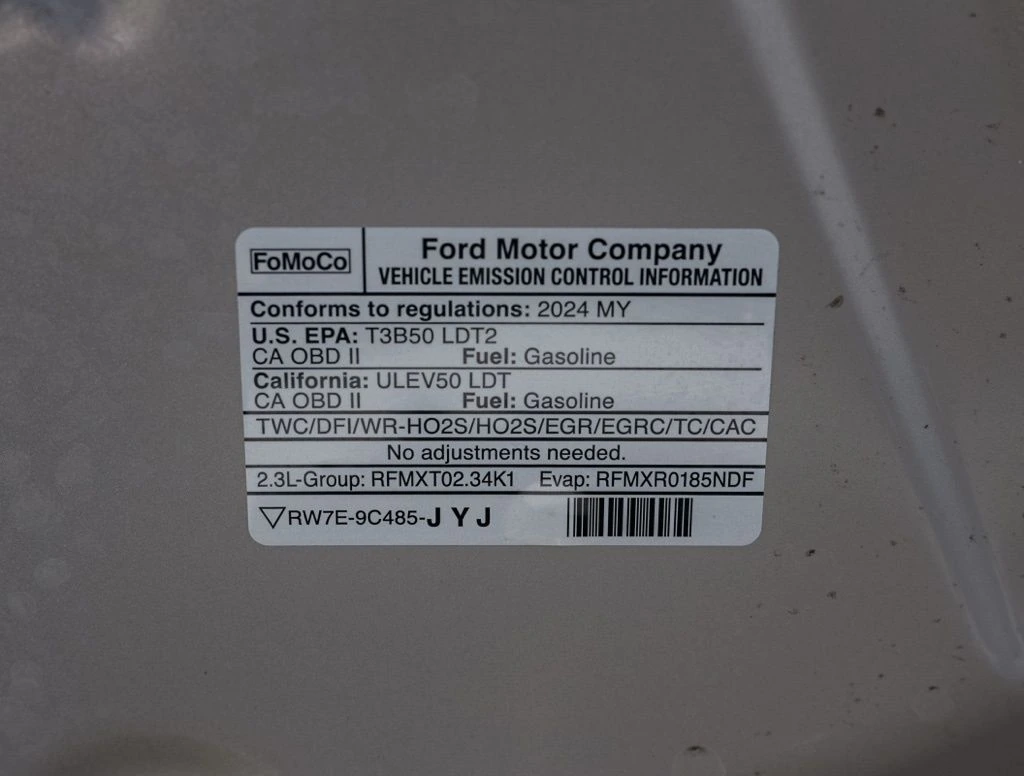 FoMoCo
Ford Motor Company
VEHICLE EMISSION CONTROL INFORMATION
Conforms to regulations: 2024 MY
U.S. EPA: T3B50 LDT2
CA OBD II Fuel: Gasoline
California: ULEV50 LDT
CA OBD II Fuel: Gasoline
TWC/DFI/WR-HO2S/HO2S/EGR/EGRC/TC/CAC
No adjustments needed.
2.3L-Group: RFMXT02.34K1 Evap: RFMXR0185NDF
RW7E-9C485-JYJ